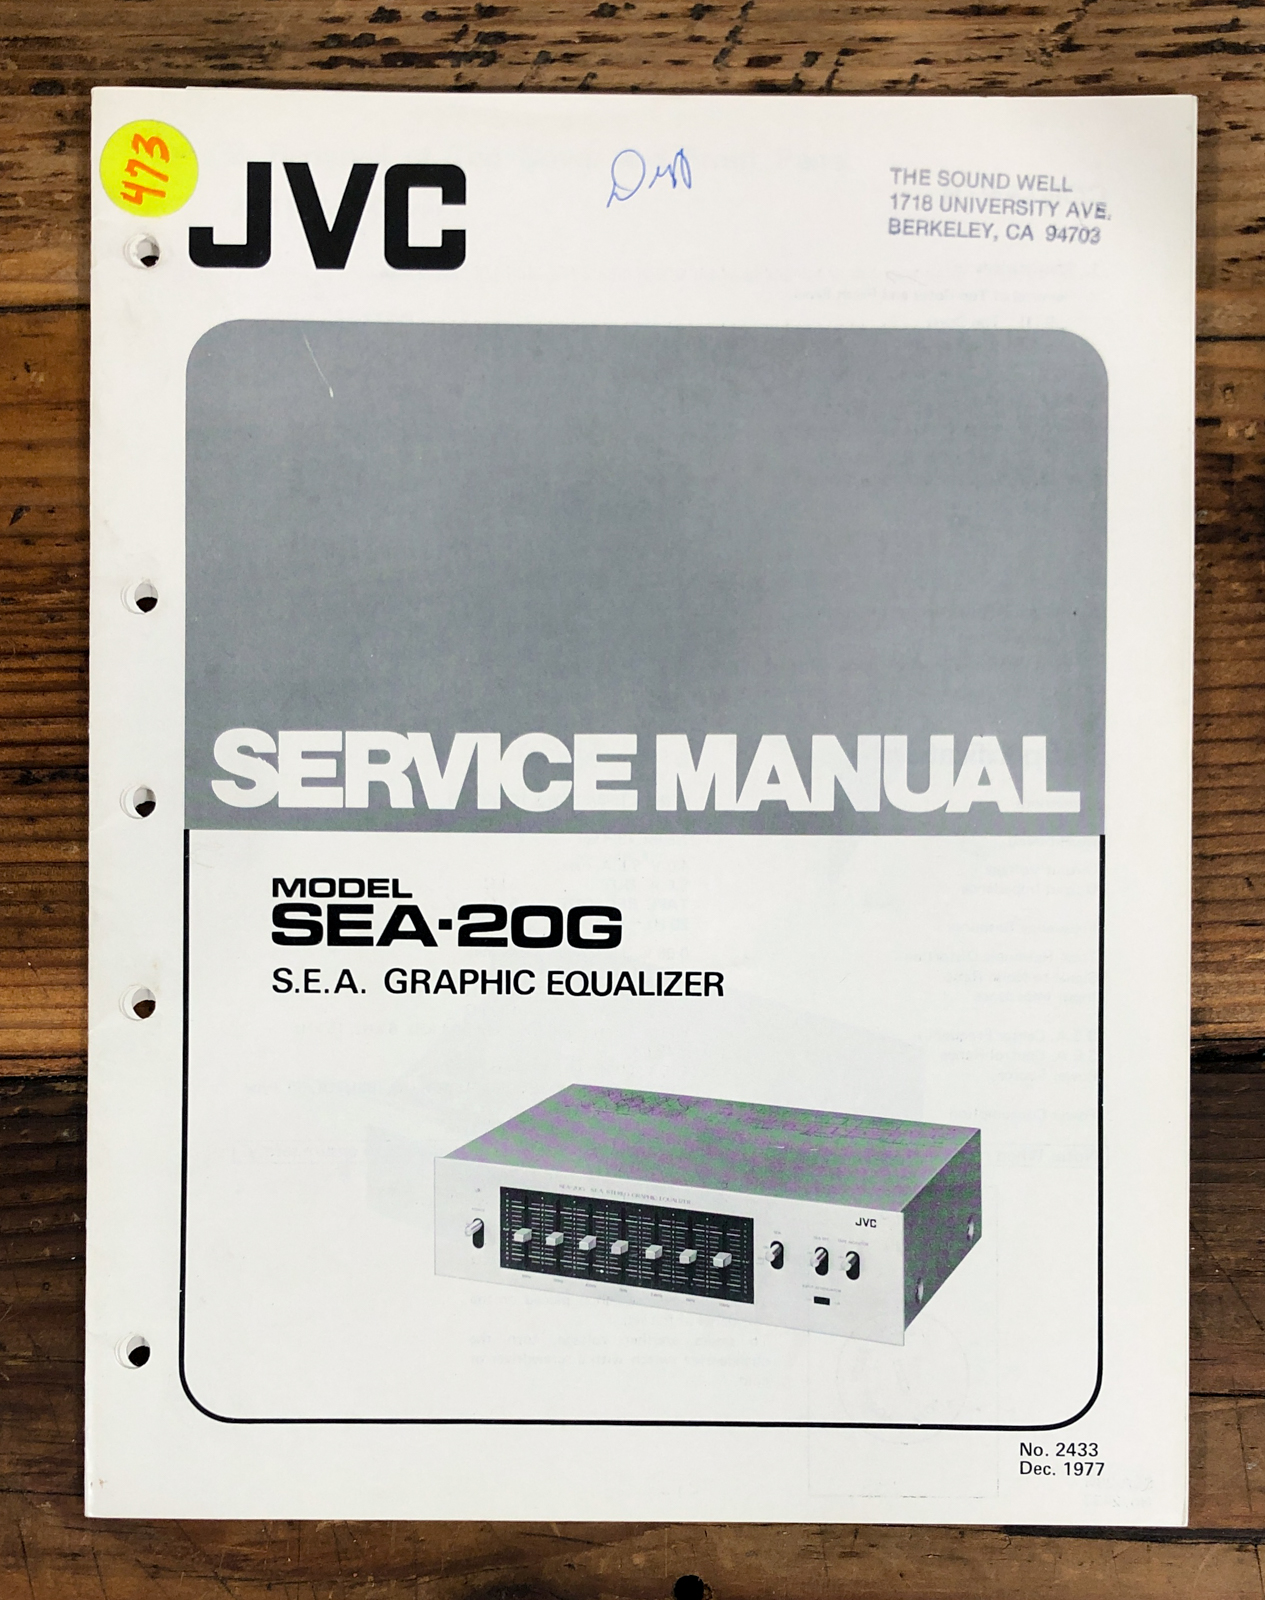 473
JVC
THE SOUND WELL
1718 UNIVERSITY AVE.
BERKELEY, CA 94703
SERVICE MANUAL
MODEL
SEA-20G
S.E.A. GRAPHIC EQUALIZER
JVC
No. 2433
Dec. 1977